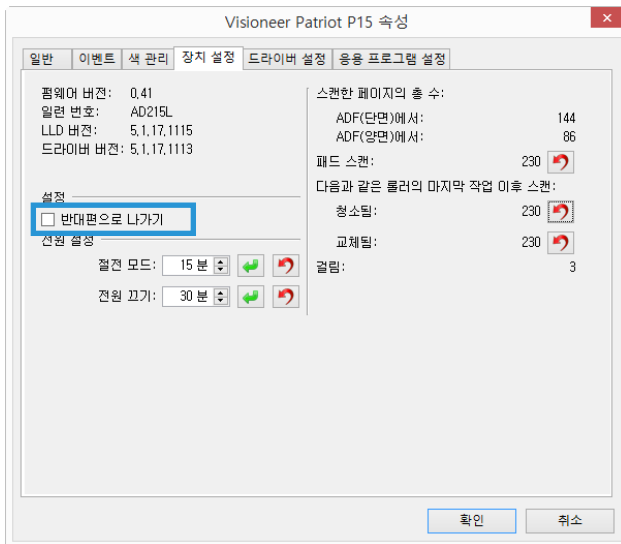 Visioneer Patriot P15 속성
일반 이벤트 색 관리 장치 설정 드라이버 설정 응용 프로그램 설정
펌웨어 버전: 0.41
일련 번호: AD215L
LLD 버전: 5.1.17.1115
드라이버 버전: 5.1.17.1113
설정
반대편으로 나가기
전원 설정
절전 모드: 15 분
전원 끄기: 30 분
스캔한 페이지의 총 수:
ADF(단면)에서: 144
ADF(양면)에서: 86
패드 스캔: 230
다음과 같은 롤러의 마지막 작업 이후 스캔:
청소됨: 230
교체됨: 230
걸림: 3
확인 취소